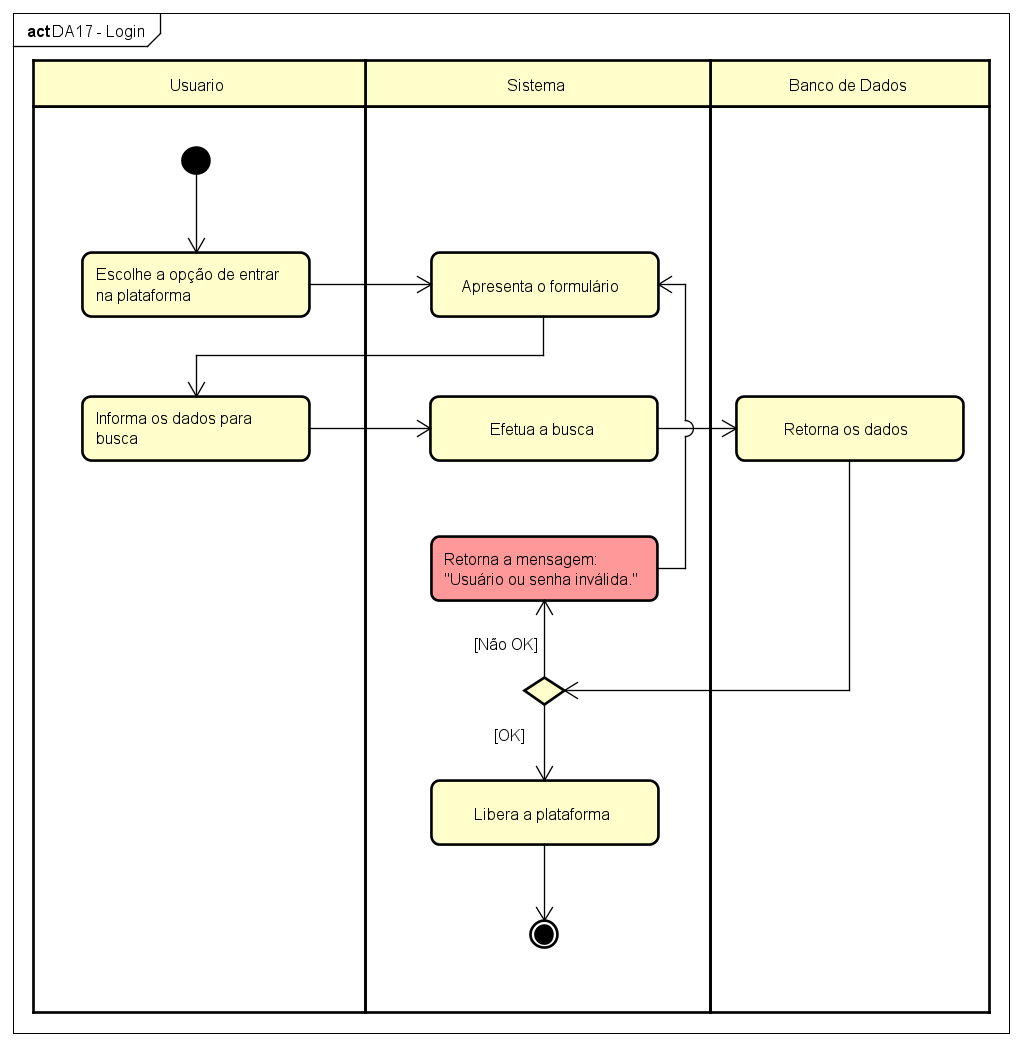 act DA17 - Login
Usuario
Sistema
Banco de Dados
Escolhe a opção de entrar
na plataforma
Apresenta o formulário
Informa os dados para
busca
Efetua a busca
Retorna os dados
Retorna a mensagem:
"Usuário ou senha inválida."
[Não OK]
[OK]
Libera a plataforma